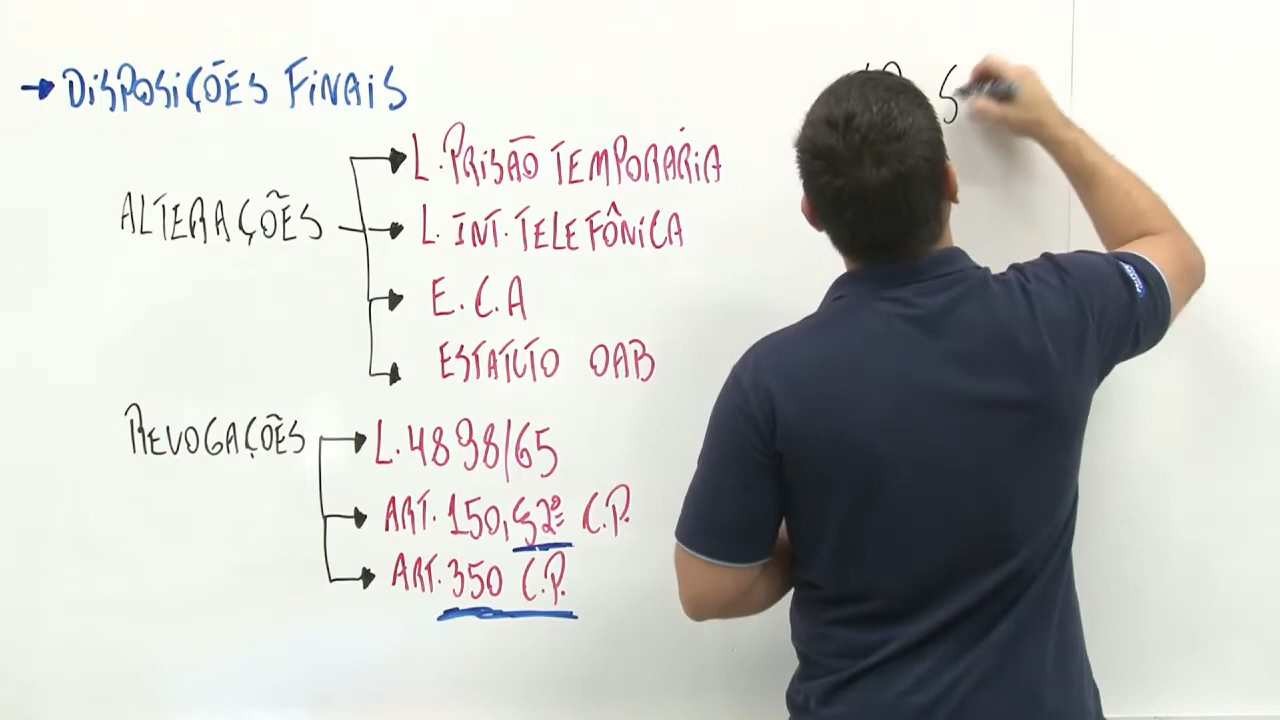 → DISPOSIÇÕES FINAIS
ALTERAÇÕES
L. PRISÃO TEMPORÁRIA
L. INT. TELEFÔNICA
E.C.A
ESTATUTO OAB
REVOGAÇÕES
L. 4898/65
ART. 150, §2º C.P.
ART. 350 C.P.